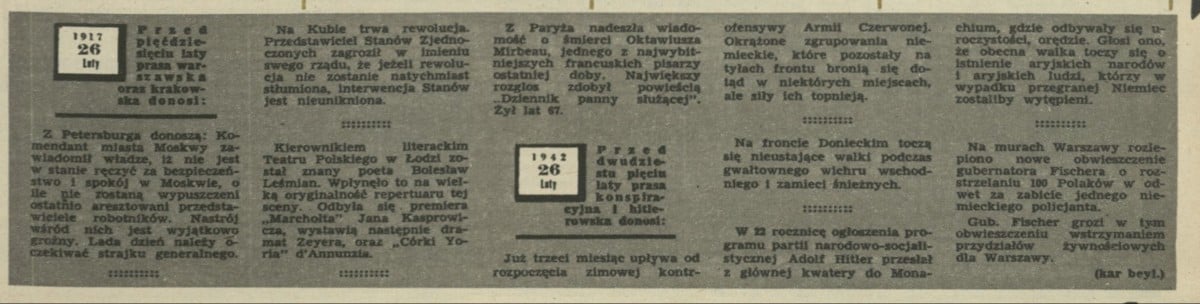 1917
26
Luty
Przed
pięćdzie-
sięciu laty
prasa war-
szawska
oraz krakow-
ska donosi:
Z Petersburga donoszą: Ko-
mendant miasta Moskwy za-
wiadomił władze, iż nie jest
w stanie ręczyć za bezpieczeń-
stwo i spokój w Moskwie, o
ile nie zostaną wypuszczeni
ostatnio aresztowani przedsta-
wiciele robotników. Nastrój
wśród nich jest wyjątkowo
groźny. Lada dzień należy o-
czekiwać strajku generalnego.
Na Kubie trwa rewolucja.
Przedstawiciel Stanów Zjedno-
czonych zagroził w imieniu
swego rządu, że jeżeli rewolu-
cja nie zostanie natychmiast
stłumiona, interwencja Stanów
jest nieunikniona.
Kierownikiem literackim
Teatru Polskiego w Łodzi zo-
stał znany poeta Bolesław
Leśmian. Wpłynęło to na wiel-
ką oryginalność repertuaru tej
sceny. Odbyła się premiera
„Marchołta" Jana Kasprowi-
cza, wystawią następnie dra-
mat Zeyera, oraz „Córki Yo-
ria" d'Annunzia.
Z Paryża nadeszła wiado-
mość o śmierci Oktawiusza
Mirbeau, jednego z najwybit-
niejszych francuskich pisarzy
ostatniej doby. Największy
rozgłos zdobył powieścią
„Dziennik panny służącej".
Żył lat 67.
1942
26
Luty
Przed
dwudzie-
stu pięciu
laty prasa
konspira-
cyjna i hitle-
rowska donosi:
Już trzeci miesiąc upływa od
rozpoczęcia zimowej kontr-
ofensywy Armii Czerwonej.
Okrążone zgrupowania nie-
mieckie, które pozostały na
tyłach frontu bronią się do-
tąd w niektórych miejscach,
ale siły ich topnieją.
Na froncie Donieckim toczą
się nieustające walki podczas
gwałtownego wichru wschod-
niego i zamieci śnieżnych.
W 22 rocznicę ogłoszenia pro-
gramu partii narodowo-socjali-
stycznej Adolf Hitler przesłał
z głównej kwatery do Mona-
chium, gdzie odbywały się u-
roczystości, orędzie. Głosi ono,
że obecna walka toczy się o
istnienie aryjskich narodów
i aryjskich ludzi, którzy w
wypadku przegranej Niemiec
zostaliby wytępieni.
Na murach Warszawy rozle-
piono nowe obwieszczenie
gubernatora Fischera o roz-
strzelaniu 100 Polaków w od-
wet za zabicie jednego nie-
mieckiego policjanta.
Gub. Fischer grozi w tym
obwieszczeniu wstrzymaniem
przydziałów żywnościowych
dla Warszawy.
(kar beyl.)